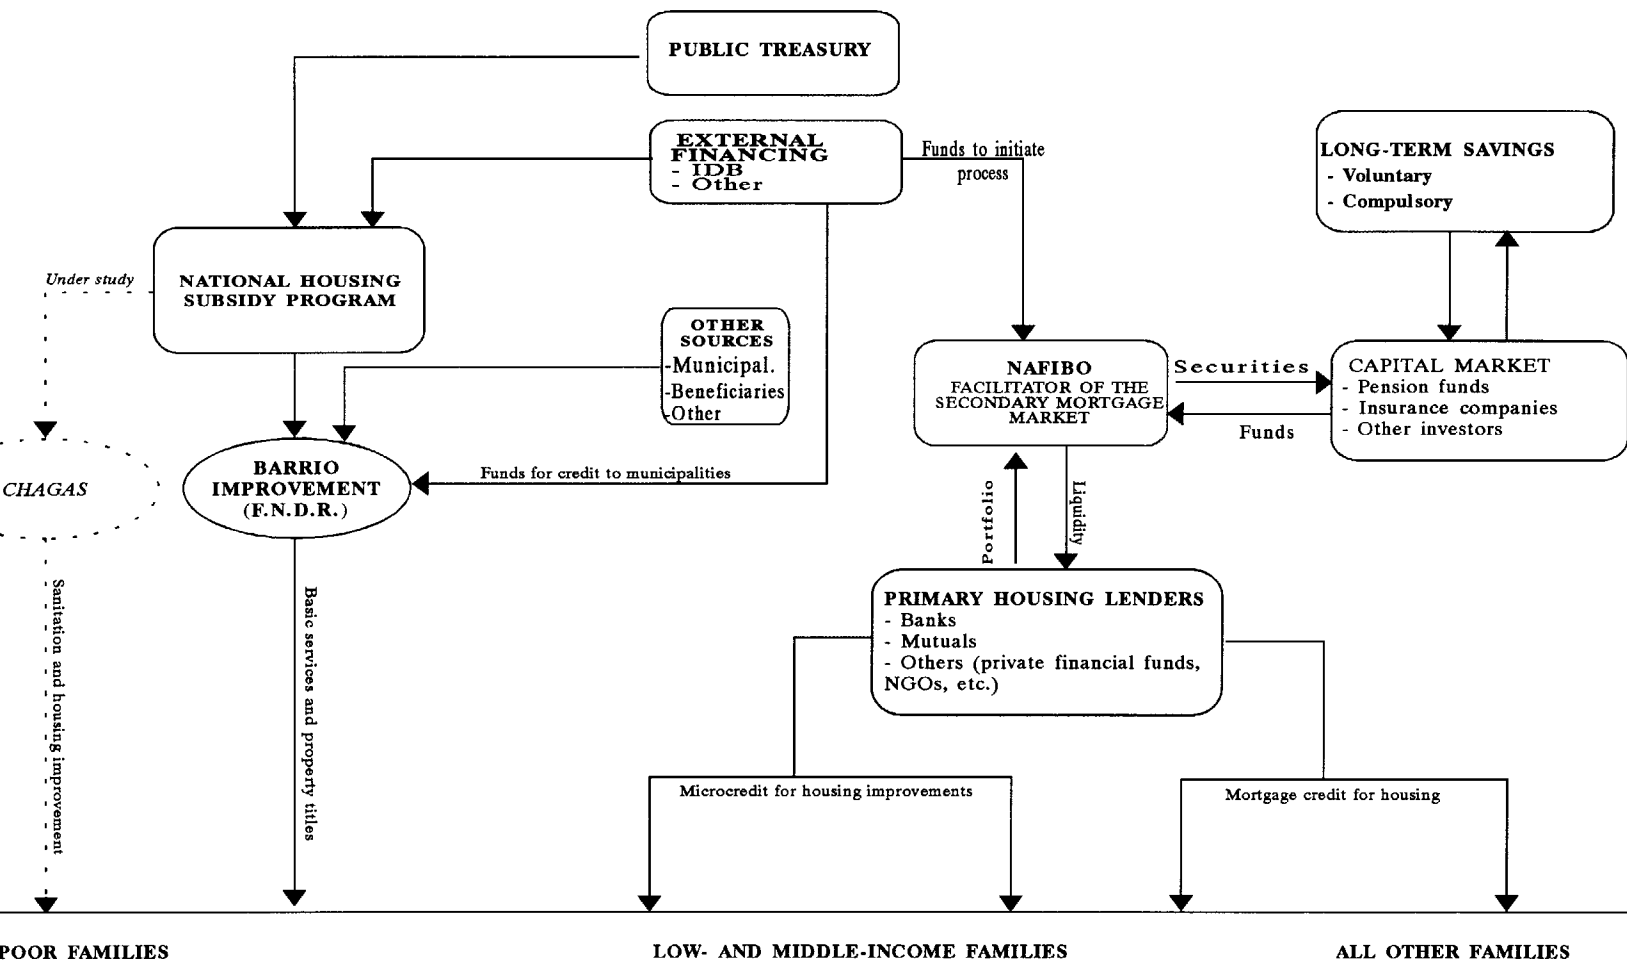 PUBLIC TREASURY
EXTERNAL
FINANCING
- IDB
- Other
Funds to initiate
process
LONG-TERM SAVINGS
- Voluntary
- Compulsory
Under study
NATIONAL HOUSING
SUBSIDY PROGRAM
OTHER
SOURCES
-Municipal.
-Beneficiaries
-Other
NAFIBO
FACILITATOR OF THE
SECONDARY MORTGAGE
MARKET
Securities
Funds
CAPITAL MARKET
- Pension funds
- Insurance companies
- Other investors
CHAGAS
BARRIO
IMPROVEMENT
(F.N.D.R.)
Funds for credit to municipalities
Portfolio
Liquidity
PRIMARY HOUSING LENDERS
- Banks
- Mutuals
- Others (private financial funds,
NGOs, etc.)
Sanitation and housing improvement
Basic services and property titles
Microcredit for housing improvements
Mortgage credit for housing
POOR FAMILIES
LOW- AND MIDDLE-INCOME FAMILIES
ALL OTHER FAMILIES